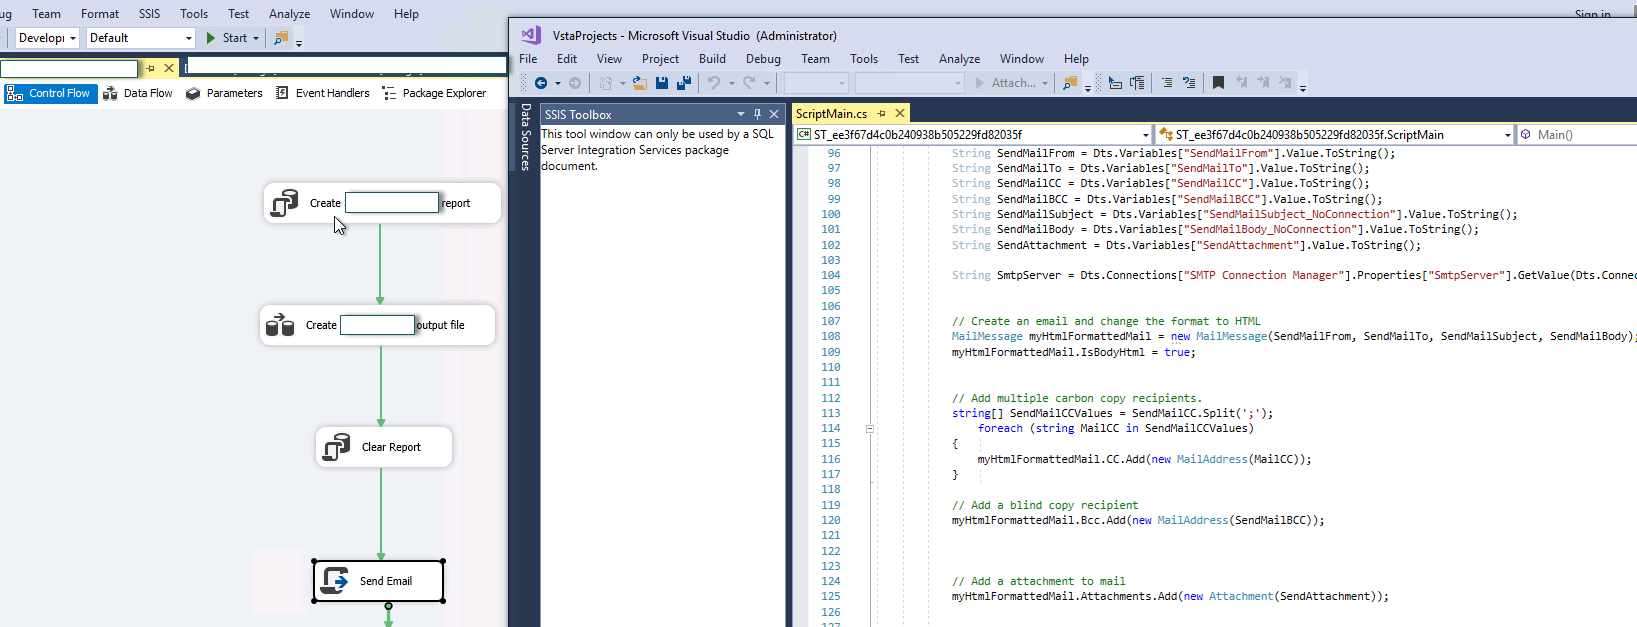 ug Team Format SSIS Tools Test Analyze Window Help
Sign in
Developi Default Start
Control Flow Data Flow Parameters Event Handlers Package Explorer
Create report
Create output file
Clear Report
Send Email
VstaProjects - Microsoft Visual Studio (Administrator)
File Edit View Project Build Debug Team Tools Test Analyze Window Help
Attach...
Data Sources
SSIS Toolbox
This tool window can only be used by a SQL
Server Integration Services package
document.
ScriptMain.cs
C# ST_ee3f67d4c0b240938b505229fd82035f ST_ee3f67d4c0b240938b505229fd82035f.ScriptMain Main()
96 String SendMailFrom = Dts.Variables["SendMailFrom"].Value.ToString();
97 String SendMailTo = Dts.Variables["SendMailTo"].Value.ToString();
98 String SendMailCC = Dts.Variables["SendMailCC"].Value.ToString();
99 String SendMailBCC = Dts.Variables["SendMailBCC"].Value.ToString();
100 String SendMailSubject = Dts.Variables["SendMailSubject_NoConnection"].Value.ToString();
101 String SendMailBody = Dts.Variables["SendMailBody_NoConnection"].Value.ToString();
102 String SendAttachment = Dts.Variables["SendAttachment"].Value.ToString();
103
104 String SmtpServer = Dts.Connections["SMTP Connection Manager"].Properties["SmtpServer"].GetValue(Dts.Connec
105
106
107 // Create an email and change the format to HTML
108 MailMessage myHtmlFormattedMail = new MailMessage(SendMailFrom, SendMailTo, SendMailSubject, SendMailBody);
109 myHtmlFormattedMail.IsBodyHtml = true;
110
111
112 // Add multiple carbon copy recipients.
113 string[] SendMailCCValues = SendMailCC.Split(';');
114 foreach (string MailCC in SendMailCCValues)
115 {
116 myHtmlFormattedMail.CC.Add(new MailAddress(MailCC));
117 }
118
119 // Add a blind copy recipient
120 myHtmlFormattedMail.Bcc.Add(new MailAddress(SendMailBCC));
121
122
123
124 // Add a attachment to mail
125 myHtmlFormattedMail.Attachments.Add(new Attachment(SendAttachment));
126
127